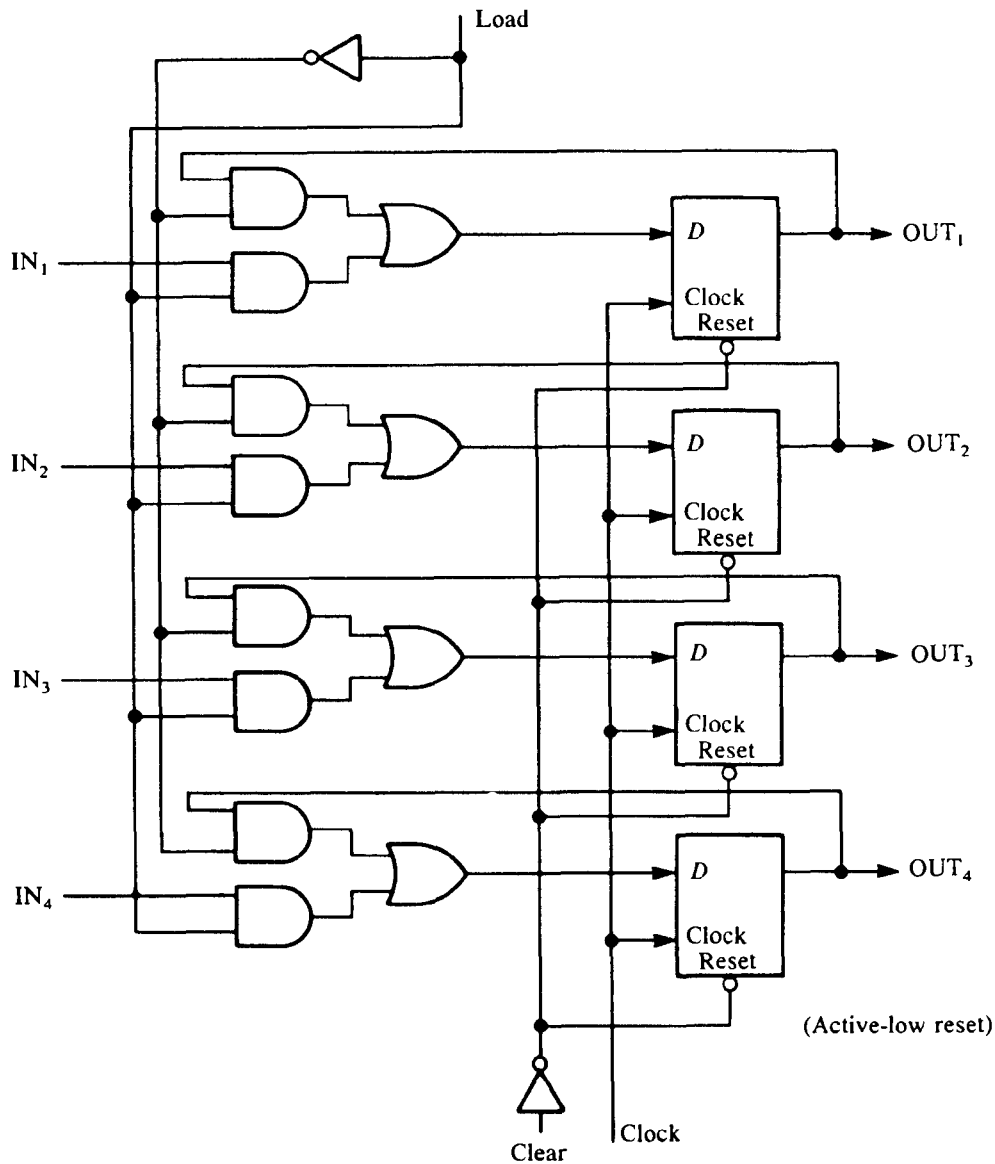 Load
D
OUT₁
IN₁
Clock
Reset
D
OUT₂
IN₂
Clock
Reset
D
OUT₃
IN₃
Clock
Reset
D
OUT₄
IN₄
Clock
Reset
(Active-low reset)
Clock
Clear